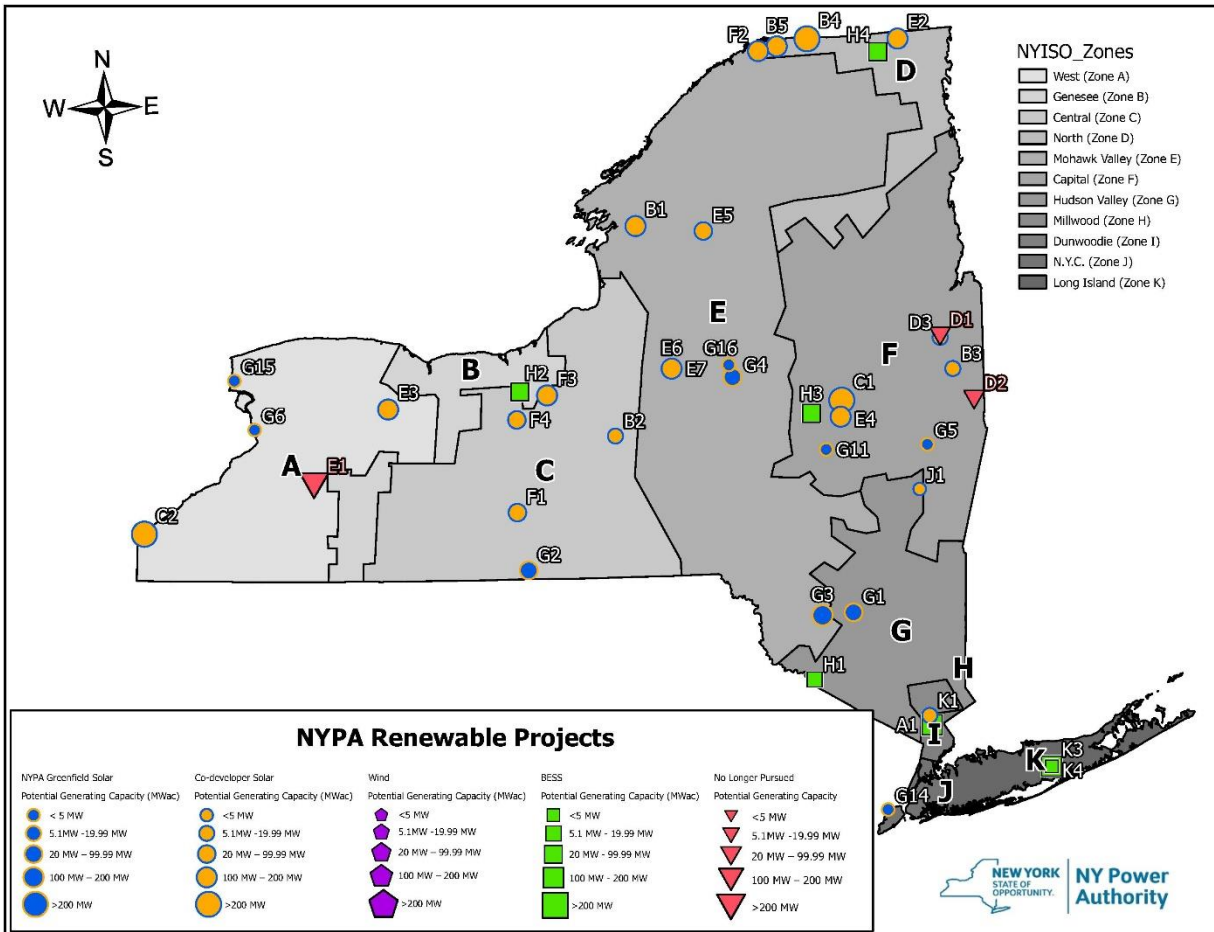 N
W E
S
F2
B5
B4
H4
E2
D
NYISO_Zones
West (Zone A)
Genesee (Zone B)
Central (Zone C)
North (Zone D)
Mohawk Valley (Zone E)
Capital (Zone F)
Hudson Valley (Zone G)
Millwood (Zone H)
Dunwoodie (Zone I)
N.Y.C. (Zone J)
Long Island (Zone K)
B1
E5
E
D3
D1
F
B3
G15
B
H2
F3
E6
E7
G16
G4
C1
D2
H3
E4
E3
F4
B2
G6
G11
G5
A
E1
C
J1
C2
F1
G2
G3
G1
G
H1
H
K1
A1
I
K
K3
K4
J
G14
NYPA Renewable Projects
NYPA Greenfield Solar
Potential Generating Capacity (MWac)
< 5 MW
5.1MW -19.99 MW
20 MW – 99.99 MW
100 MW – 200 MW
>200 MW
Co-developer Solar
Potential Generating Capacity (MWac)
<5 MW
5.1MW -19.99 MW
20 MW – 99.99 MW
100 MW – 200 MW
>200 MW
Wind
Potential Generating Capacity (MWac)
<5 MW
5.1MW -19.99 MW
20 MW – 99.99 MW
100 MW – 200 MW
>200 MW
BESS
Potential Generating Capacity (MWac)
<5 MW
5.1 MW - 19.99 MW
20 MW - 99.99 MW
100 MW - 200 MW
>200 MW
No Longer Pursued
Potential Generating Capacity
<5 MW
5.1MW -19.99 MW
20 MW – 99.99 MW
100 MW – 200 MW
>200 MW
NEW YORK
STATE OF
OPPORTUNITY.
NY Power
Authority